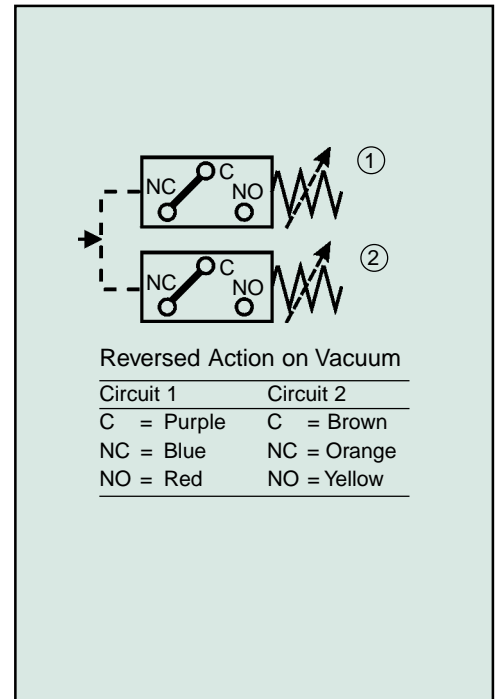 NC C NO ①
NC C NO ②
Reversed Action on Vacuum
Circuit 1 Circuit 2
C = Purple C = Brown
NC = Blue NC = Orange
NO = Red NO = Yellow